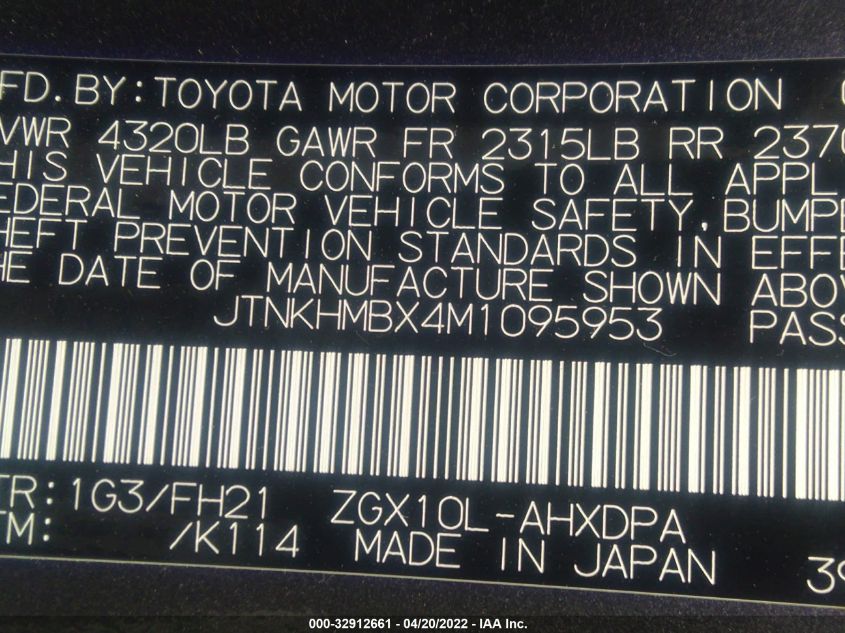 FD. BY: TOYOTA MOTOR CORPORATION
VWR 4320LB GAWR FR 2315LB RR 2370
HIS VEHICLE CONFORMS TO ALL APPL
EDERAL MOTOR VEHICLE SAFETY, BUMPE
HEFT PREVENTION STANDARDS IN EFFE
HE DATE OF MANUFACTURE SHOWN ABOV
JTNKHMBX4M1095953 PASS
TR: 1G3/FH21 ZGX10L-AHXDPA
TM: /K114 MADE IN JAPAN 39
000-32912661 - 04/20/2022 - IAA Inc.